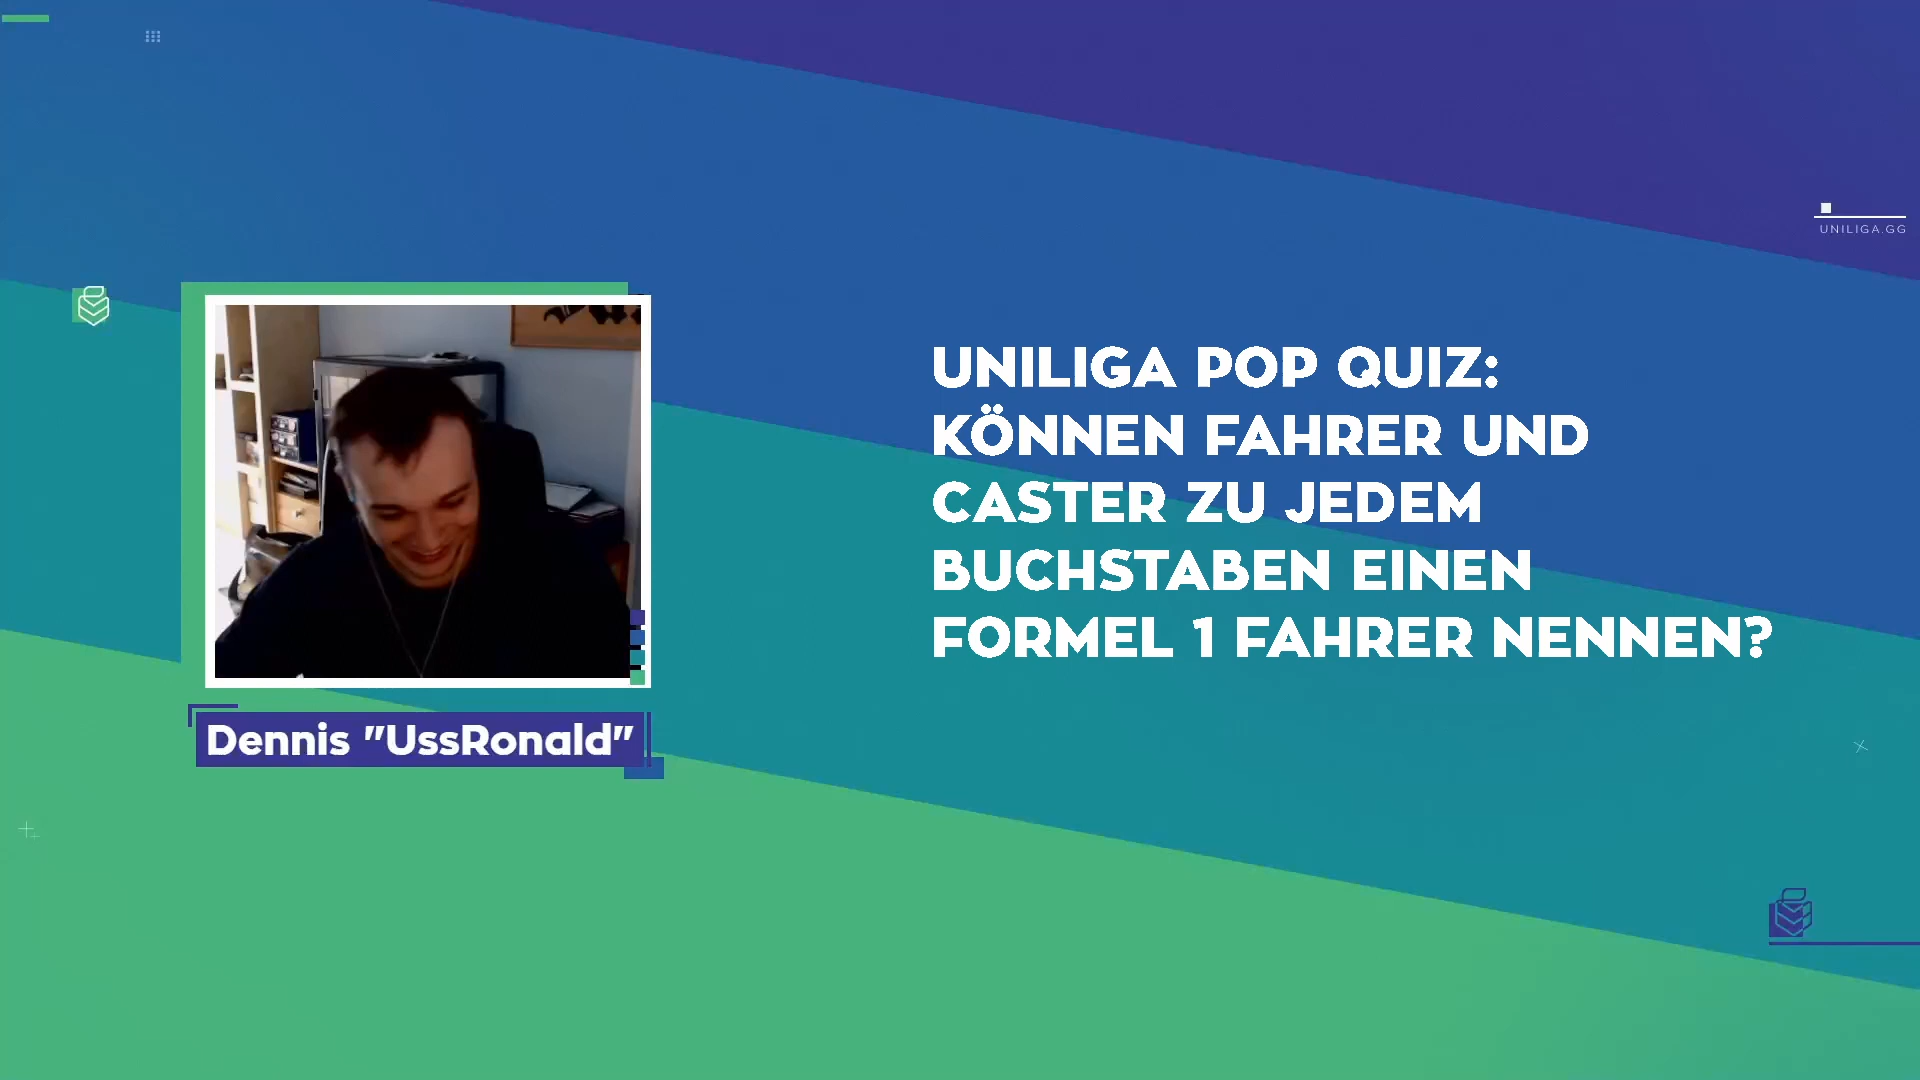 UNILIGA.GG
UNILIGA POP QUIZ:
KÖNNEN FAHRER UND
CASTER ZU JEDEM
BUCHSTABEN EINEN
FORMEL 1 FAHRER NENNEN?
Dennis "UssRonald"